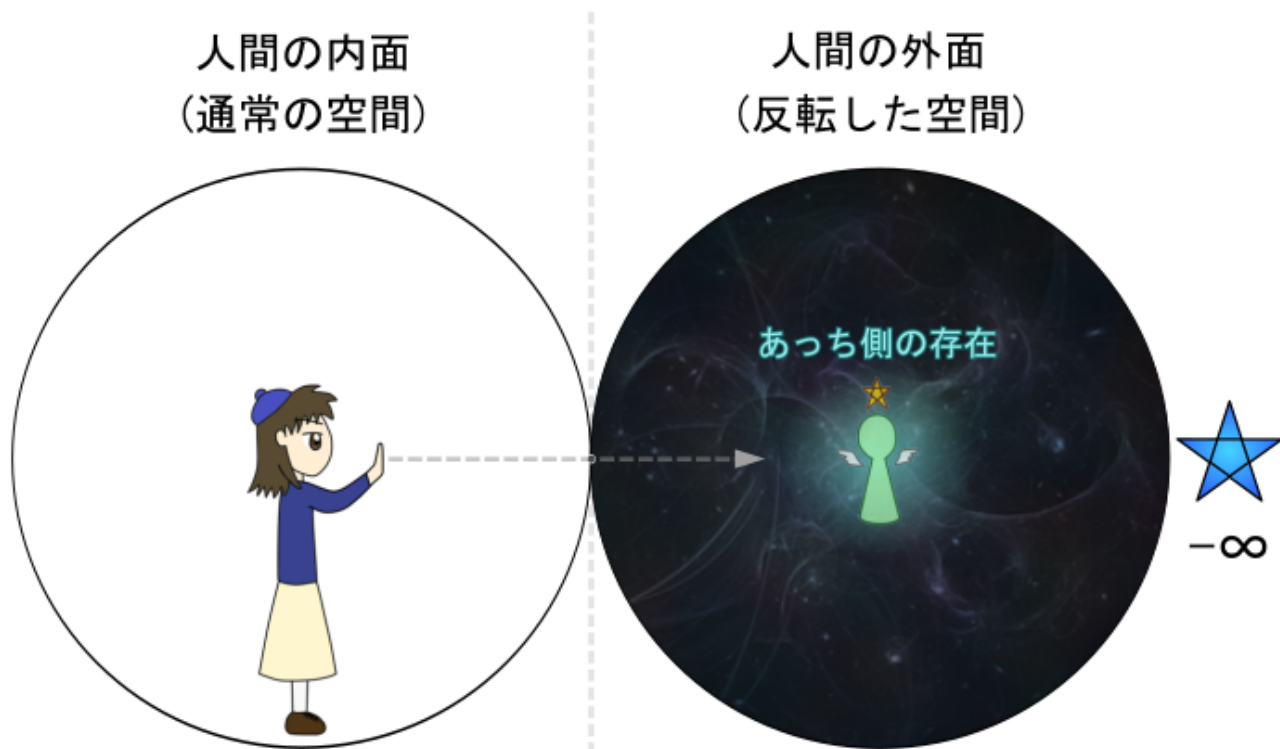 人間の内面
(通常の空間)
人間の外面
(反転した空間)
あっち側の存在
-∞